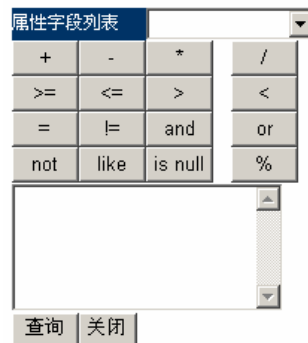 属性字段列表
+ - * /
>= <= > <
= != and or
not like is null %
查询 关闭